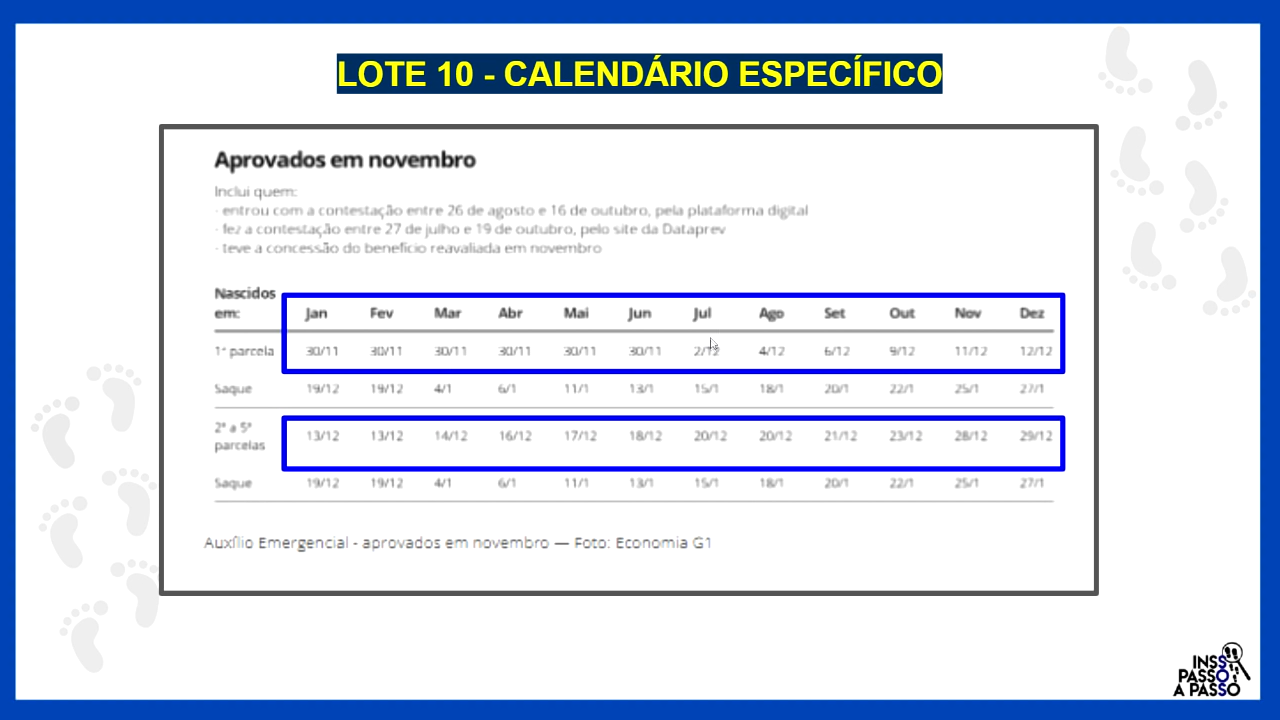 LOTE 10 - CALENDÁRIO ESPECÍFICO
Aprovados em novembro
Inclui quem:
· entrou com a contestação entre 26 de agosto e 16 de outubro, pela plataforma digital
· fez a contestação entre 27 de julho e 19 de outubro, pelo site da Dataprev
· teve a concessão do benefício reavaliada em novembro
Nascidos
em: Jan Fev Mar Abr Mai Jun Jul Ago Set Out Nov Dez
1ª parcela 30/11 30/11 30/11 30/11 30/11 30/11 2/12 4/12 6/12 9/12 11/12 12/12
Saque 19/12 19/12 4/1 6/1 11/1 13/1 15/1 18/1 20/1 22/1 25/1 27/1
2ª a 5ª
parcelas 13/12 13/12 14/12 16/12 17/12 18/12 20/12 20/12 21/12 23/12 28/12 29/12
Saque 19/12 19/12 4/1 6/1 11/1 13/1 15/1 18/1 20/1 22/1 25/1 27/1
Auxílio Emergencial - aprovados em novembro — Foto: Economia G1
INSS
PASSO
A PASSO